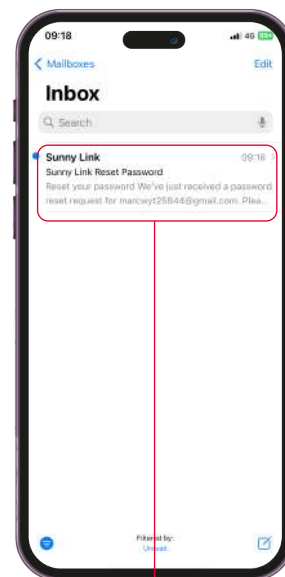 09:18
4G
Mailboxes
Edit
Inbox
Search
Sunny Link
09:18
Sunny Link Reset Password
Reset your password We've just received a password
reset request for marcwyt25844@gmail.com. Plea...
Filtered by:
Unread